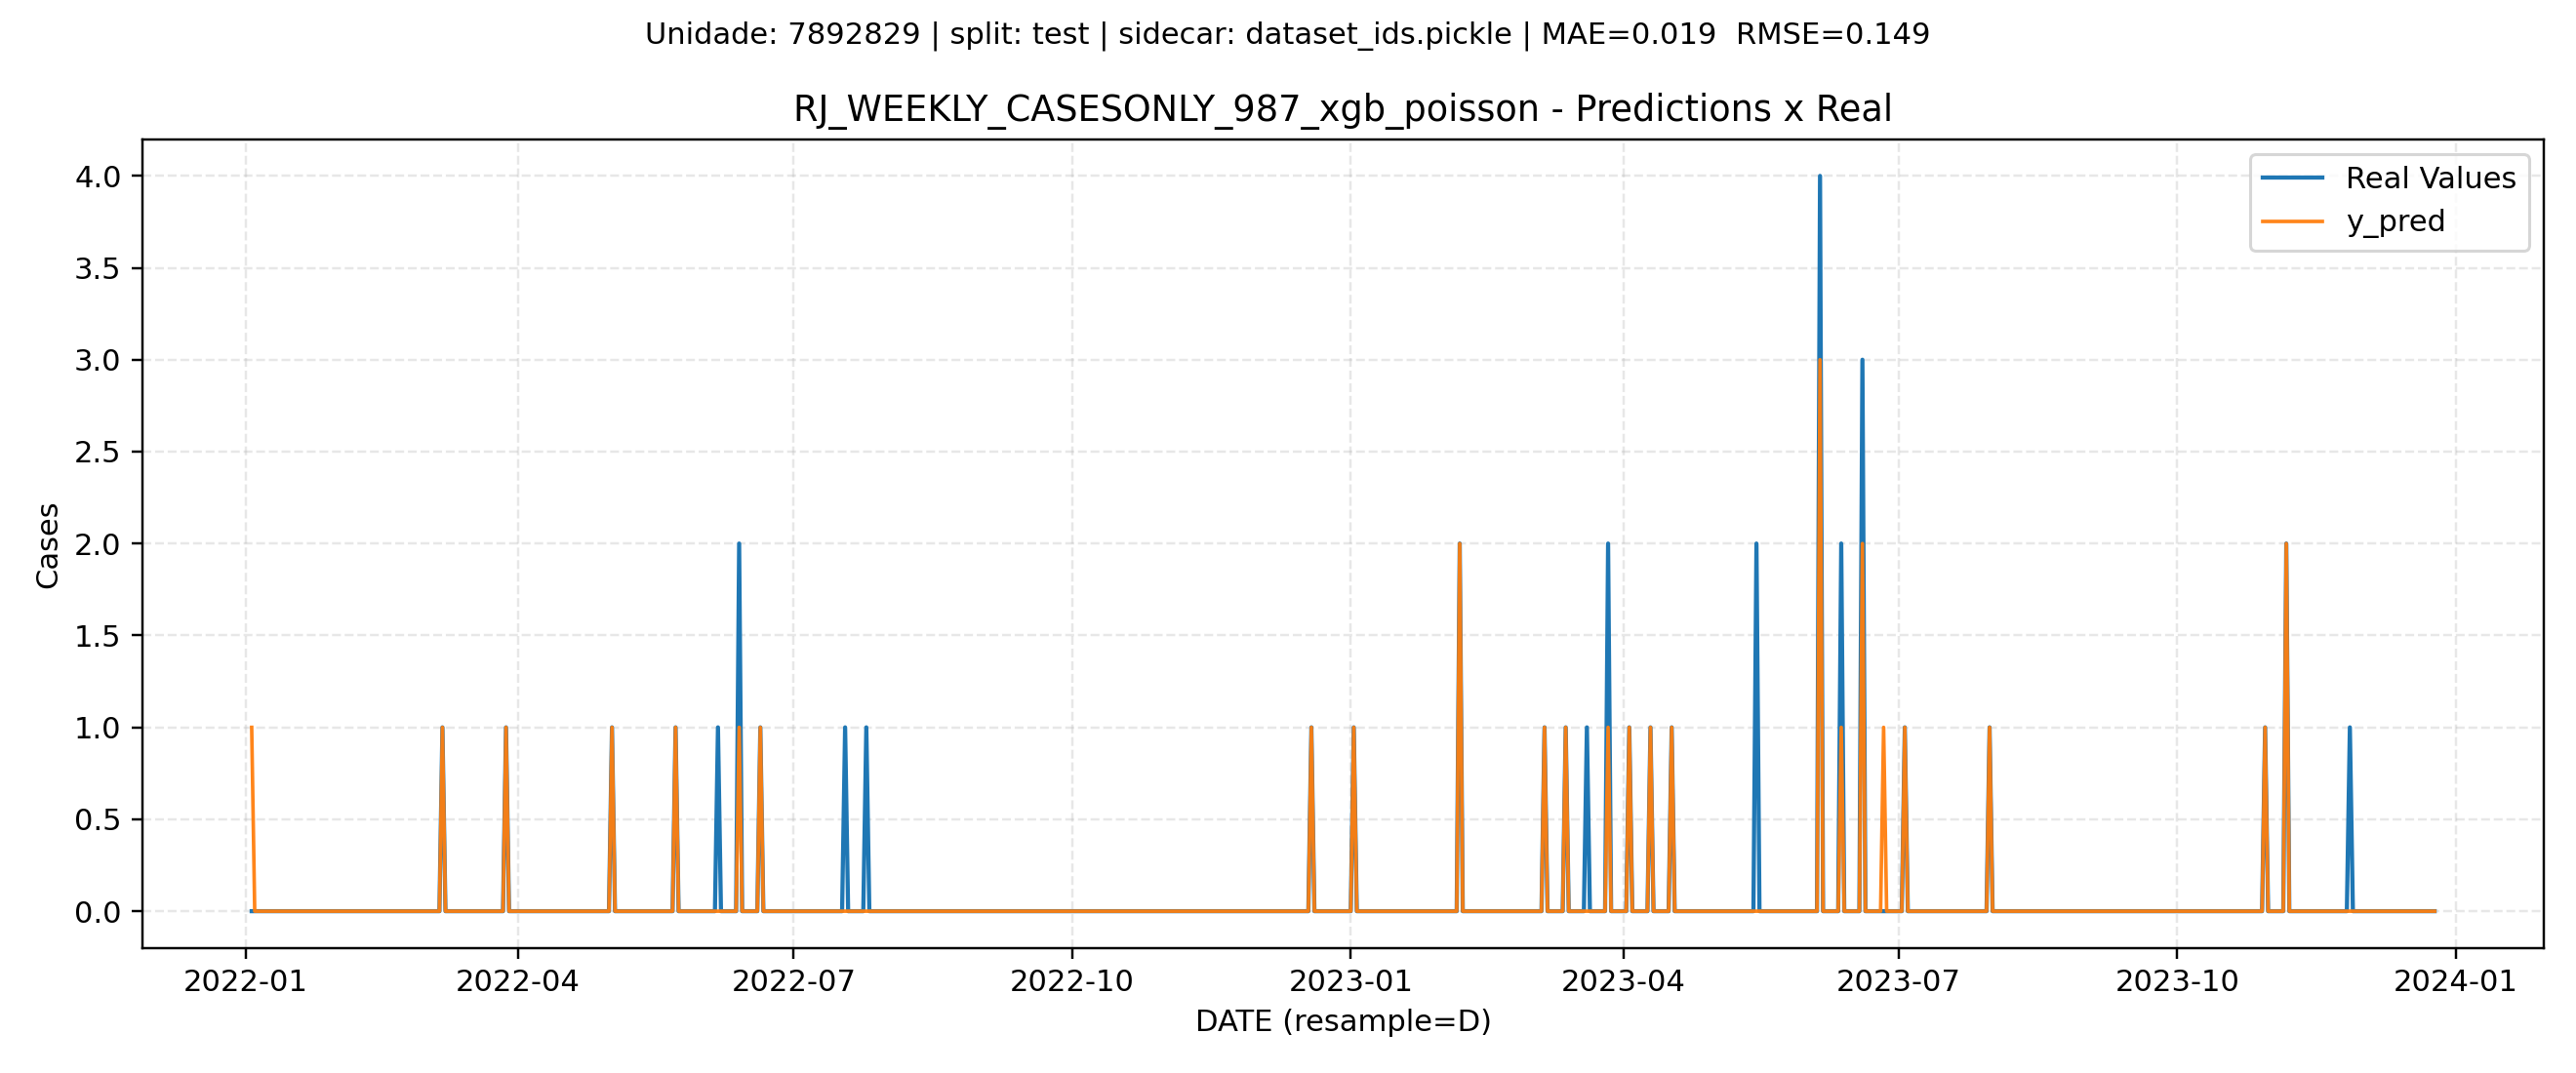 Unidade: 7892829 | split: test | sidecar: dataset_ids.pickle | MAE=0.019  RMSE=0.149
RJ_WEEKLY_CASESONLY_987_xgb_poisson - Predictions x Real
Real Values
y_pred
4.0
3.5
3.0
2.5
2.0
1.5
1.0
0.5
0.0
Cases
2022-01 2022-04 2022-07 2022-10 2023-01 2023-04 2023-07 2023-10 2024-01
DATE (resample=D)